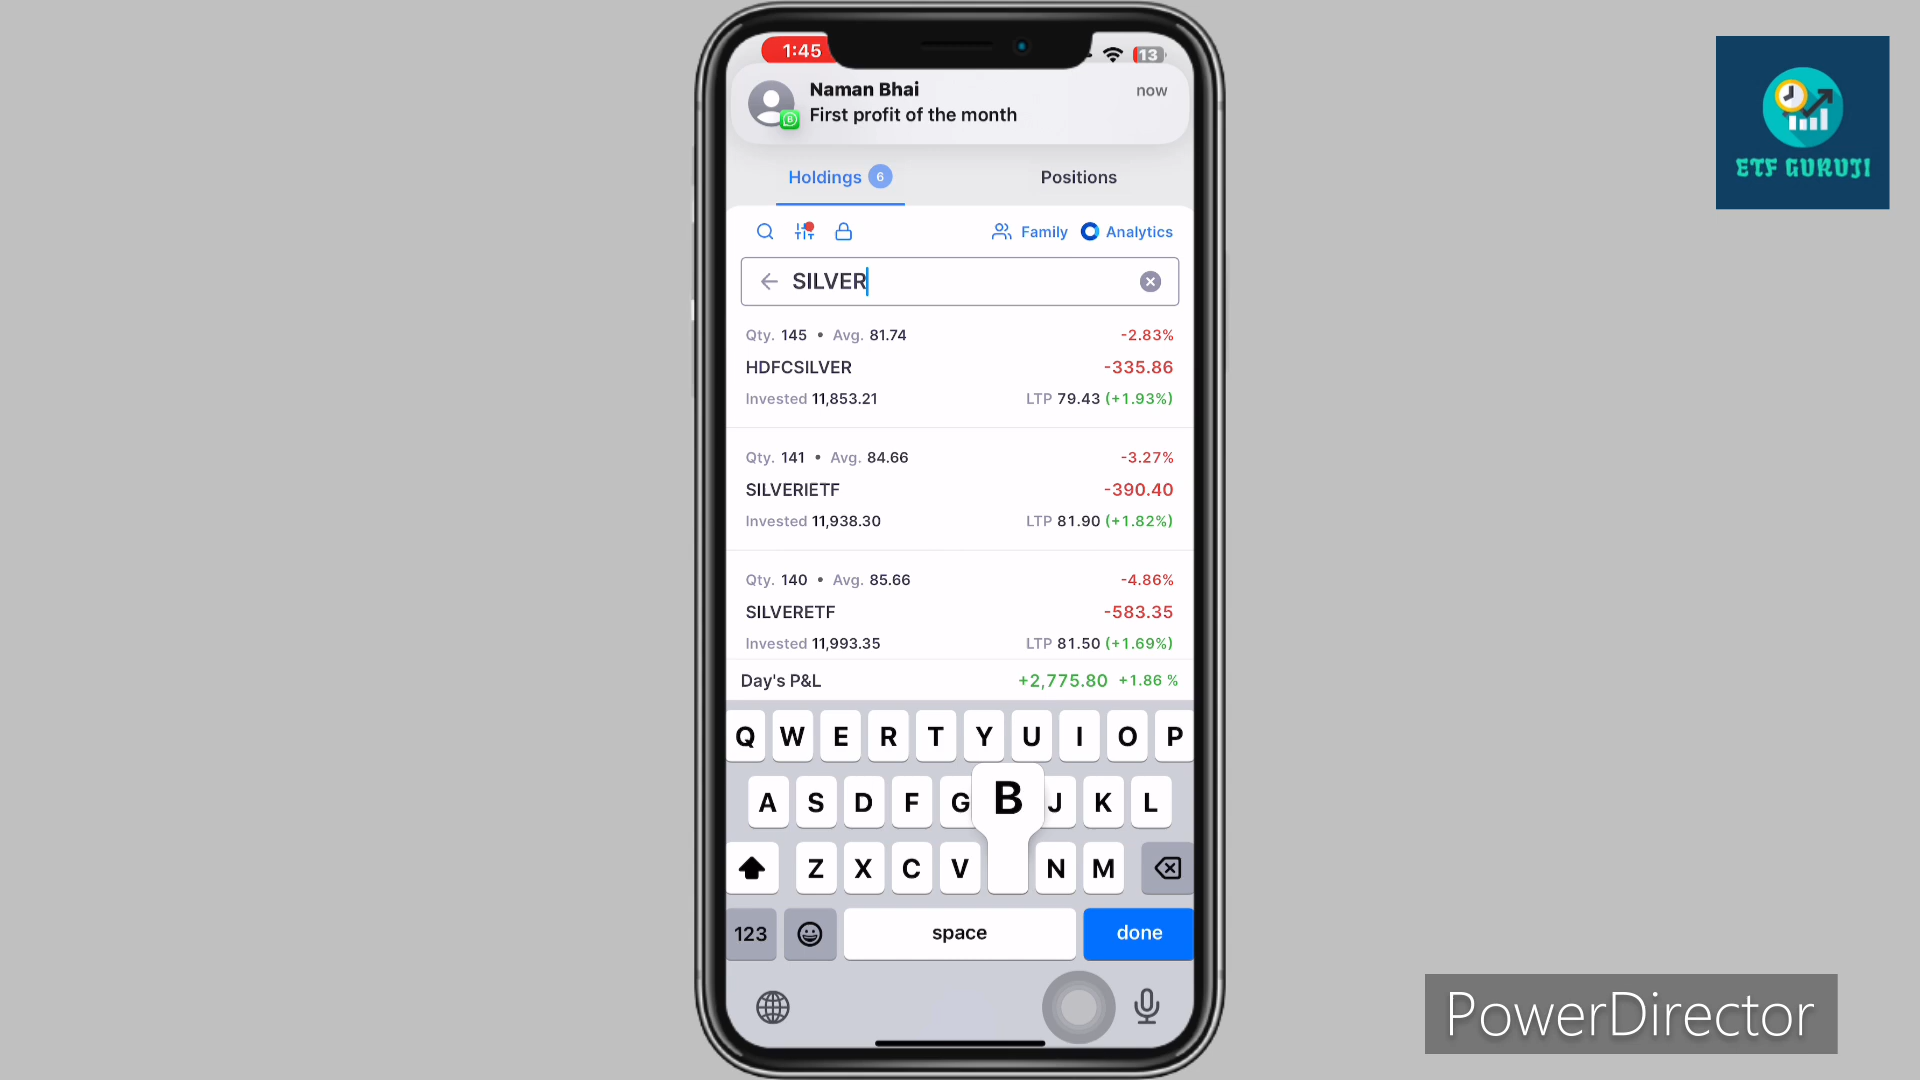 1:45
13
Naman Bhai
now
First profit of the month
Holdings 6
Positions
Family
Analytics
SILVER
Qty. 145 • Avg. 81.74
-2.83%
HDFCSILVER
-335.86
Invested 11,853.21
LTP 79.43 (+1.93%)
Qty. 141 • Avg. 84.66
-3.27%
SILVERIETF
-390.40
Invested 11,938.30
LTP 81.90 (+1.82%)
Qty. 140 • Avg. 85.66
-4.86%
SILVERETF
-583.35
Invested 11,993.35
LTP 81.50 (+1.69%)
Day's P&L
+2,775.80 +1.86 %
Q W E R T Y U I O P
A S D F G B J K L
Z X C V N M
123
space
done
ETF GURUJI
PowerDirector